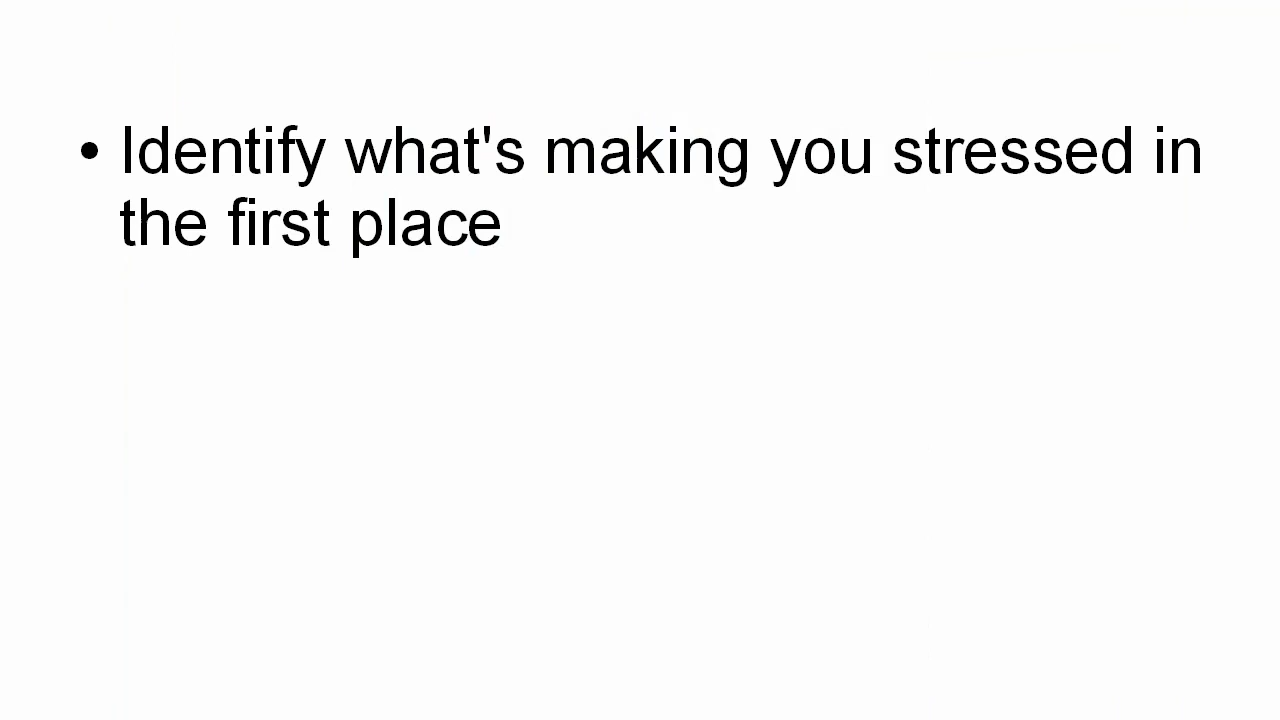 • Identify what's making you stressed in
the first place